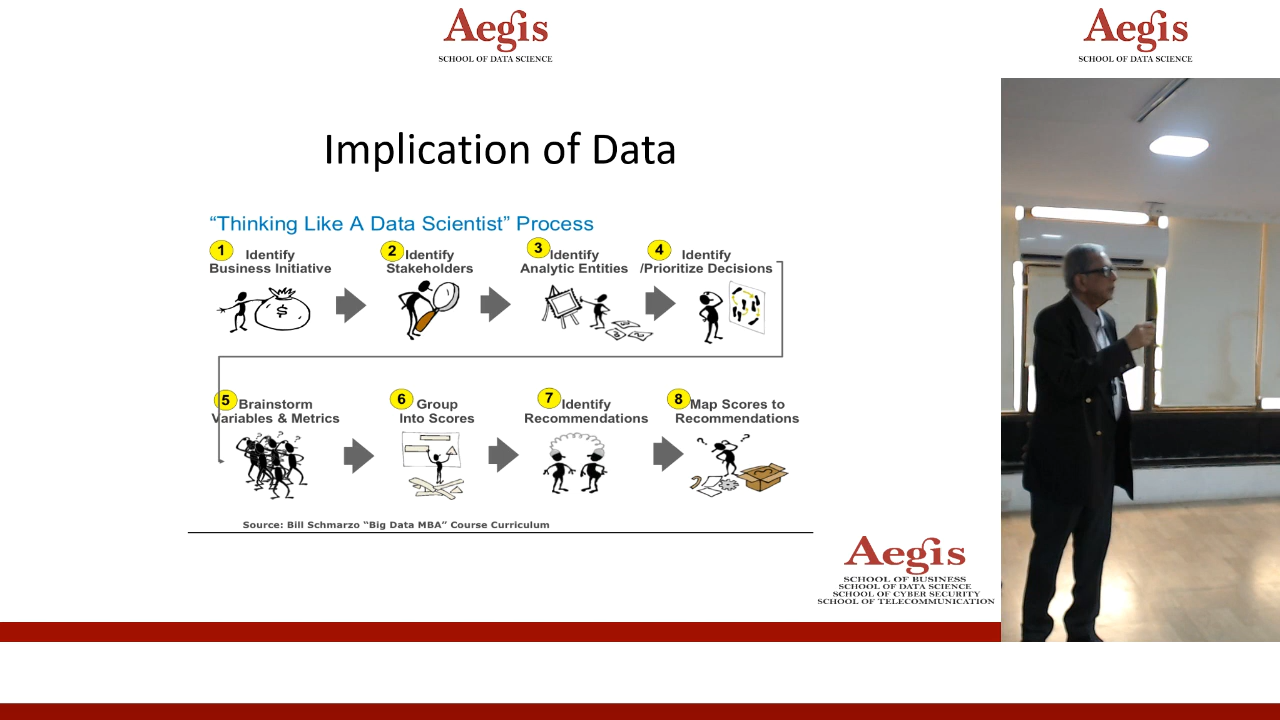 Aegis
SCHOOL OF DATA SCIENCE
Aegis
SCHOOL OF DATA SCIENCE
Implication of Data
“Thinking Like A Data Scientist” Process
1 Identify
Business Initiative
2 Identify
Stakeholders
3 Identify
Analytic Entities
4 Identify
/Prioritize Decisions
$
5 Brainstorm
Variables & Metrics
6 Group
Into Scores
7 Identify
Recommendations
8 Map Scores to
Recommendations
Source: Bill Schmarzo “Big Data MBA” Course Curriculum
Aegis
SCHOOL OF BUSINESS
SCHOOL OF DATA SCIENCE
SCHOOL OF CYBER SECURITY
SCHOOL OF TELECOMMUNICATION